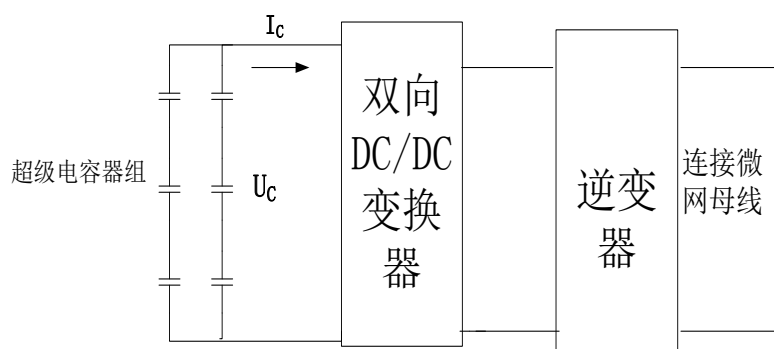 I_C
超级电容器组
U_C
双向
DC/DC
变换
器
逆变
器
连接微
网母线